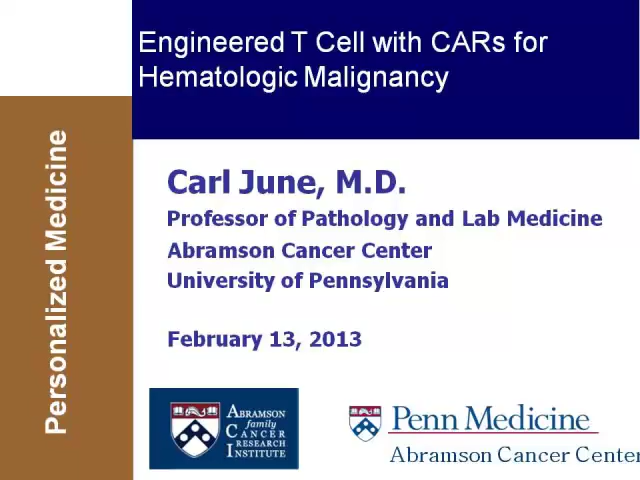 Engineered T Cell with CARs for
Hematologic Malignancy
Personalized Medicine
Carl June, M.D.
Professor of Pathology and Lab Medicine
Abramson Cancer Center
University of Pennsylvania
February 13, 2013
ABRAMSON
family
CANCER
RESEARCH
INSTITUTE
Penn Medicine
Abramson Cancer Center